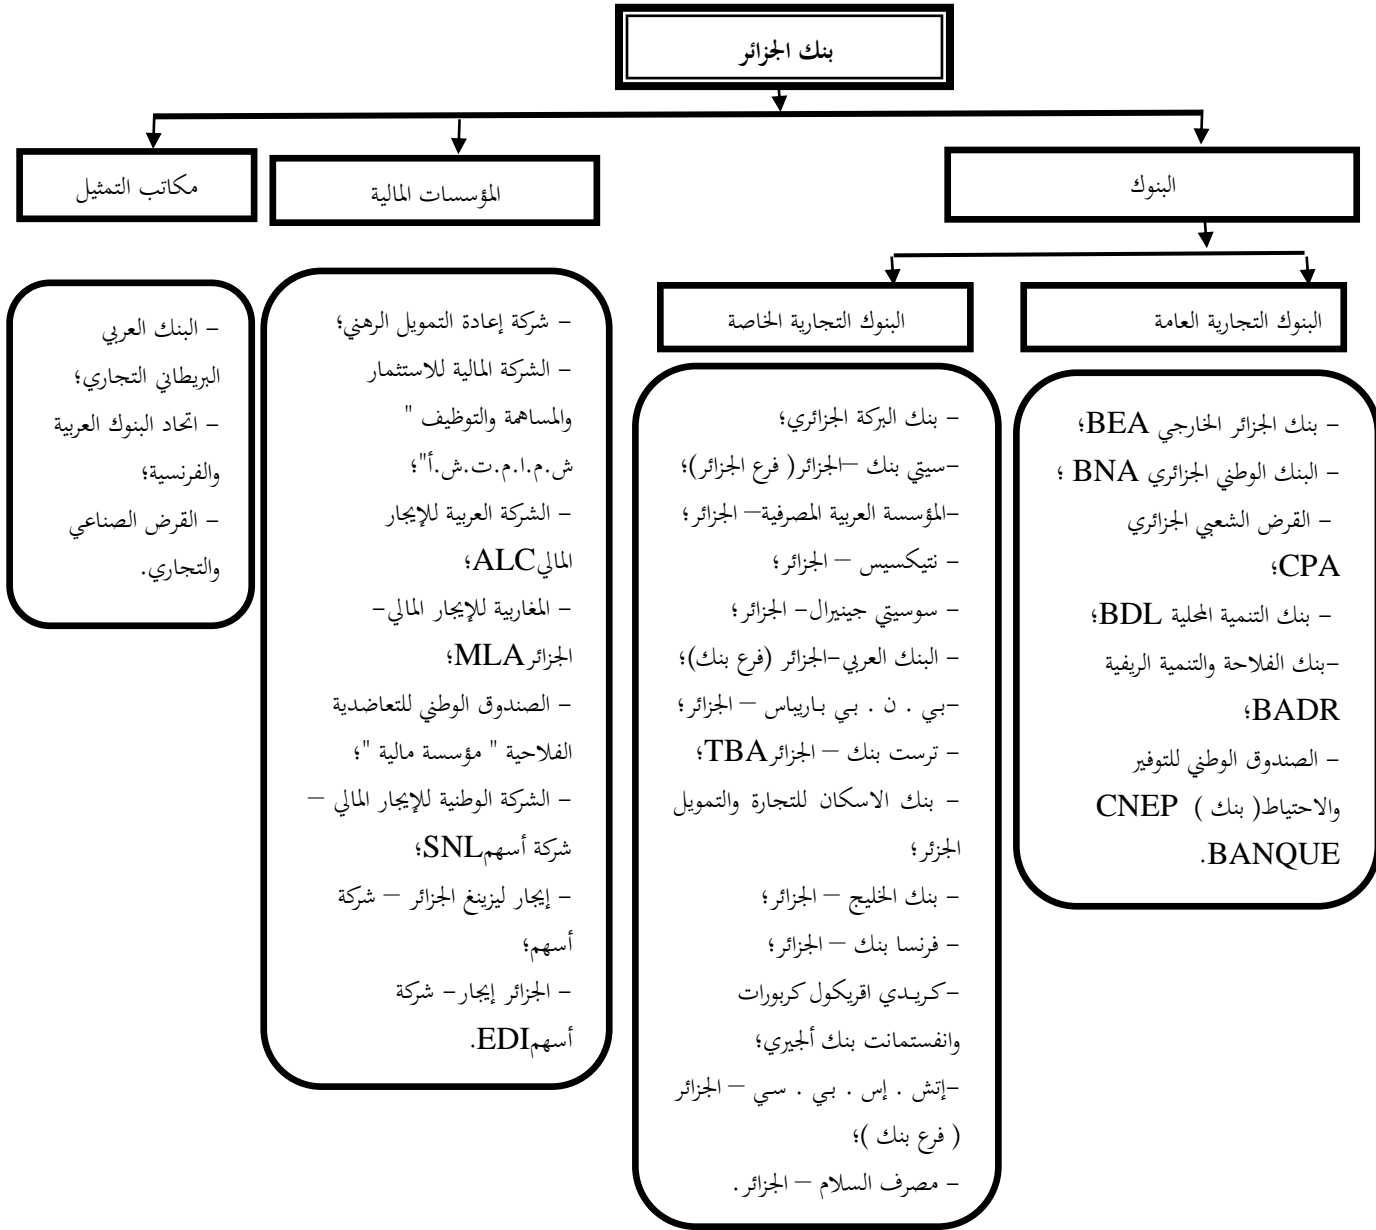 بنك الجزائر
البنوك
المؤسسات المالية
مكاتب التمثيل
البنوك التجارية العامة
البنوك التجارية الخاصة
– بنك الجزائر الخارجي BEA؛
– البنك الوطني الجزائري BNA ؛
– القرض الشعبي الجزائري
CPA؛
– بنك التنمية المحلية BDL؛
–بنك الفلاحة والتنمية الريفية
BADR؛
– الصندوق الوطني للتوفير
والاحتياط( بنك ) CNEP
BANQUE.
– بنك البركة الجزائري؛
–سيتي بنك –الجزائر( فرع الجزائر)؛
–المؤسسة العربية المصرفية– الجزائر؛
– نتيكسيس – الجزائر؛
– سوسيتي جينيرال– الجزائر؛
– البنك العربي–الجزائر (فرع بنك)؛
–بي . ن . بي باريباس – الجزائر؛
– ترست بنك – الجزائرTBA؛
– بنك الاسكان للتجارة والتمويل
الجزئر؛
– بنك الخليج – الجزائر؛
– فرنسا بنك – الجزائر؛
–كريدي اقريكول كربورات
وانفستمانت بنك ألجيري؛
–إتش . إس . بي . سي – الجزائر
( فرع بنك )؛
– مصرف السلام – الجزائر.
– شركة إعادة التمويل الرهني؛
– الشركة المالية للاستثمار
والمساهمة والتوظيف "
ش.م.ا.م.ت.ش.أ"؛
– الشركة العربية للإيجار
الماليALC؛
– المغاربية للإيجار المالي–
الجزائرMLA؛
– الصندوق الوطني للتعاضدية
الفلاحية " مؤسسة مالية "؛
– الشركة الوطنية للإيجار المالي –
شركة أسهمSNL؛
– إيجار ليزينغ الجزائر – شركة
أسهم؛
– الجزائر إيجار– شركة
أسهمEDI.
– البنك العربي
البريطاني التجاري؛
– اتحاد البنوك العربية
والفرنسية؛
– القرض الصناعي
والتجاري.